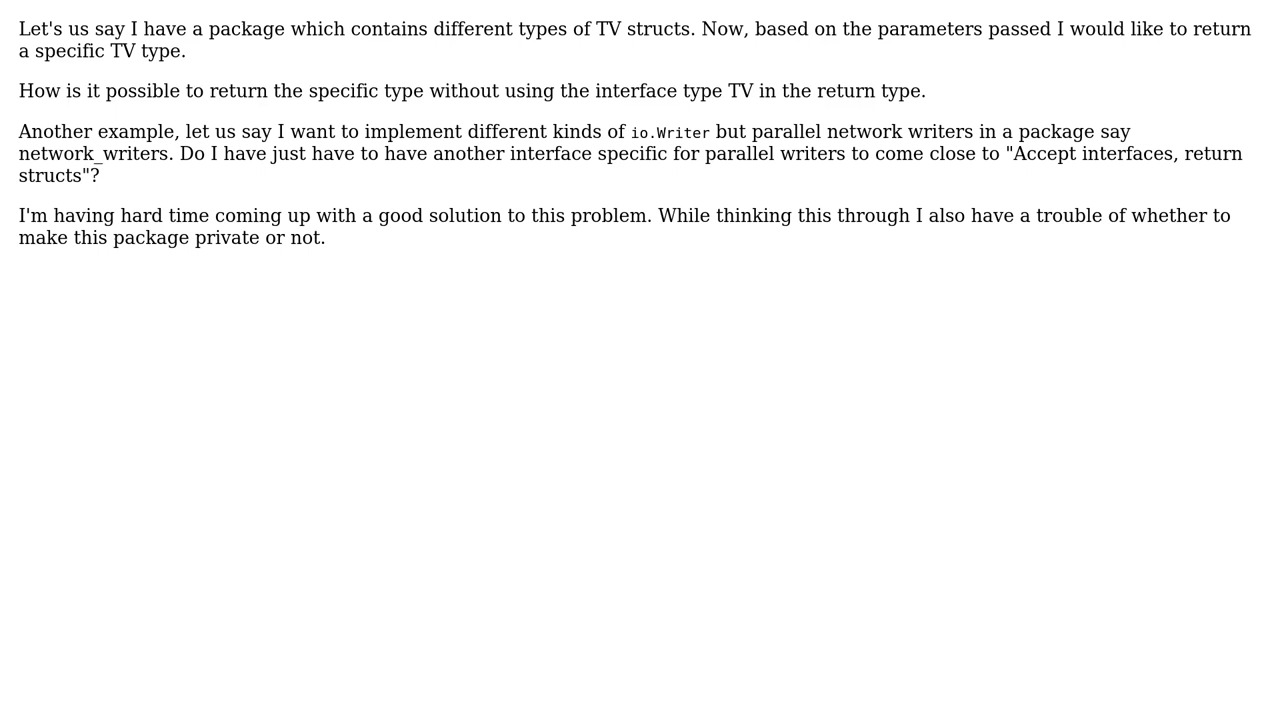 Let's us say I have a package which contains different types of TV structs. Now, based on the parameters passed I would like to return
a specific TV type.
How is it possible to return the specific type without using the interface type TV in the return type.
Another example, let us say I want to implement different kinds of io.Writer but parallel network writers in a package say
network_writers. Do I have just have to have another interface specific for parallel writers to come close to "Accept interfaces, return
structs"?
I'm having hard time coming up with a good solution to this problem. While thinking this through I also have a trouble of whether to
make this package private or not.